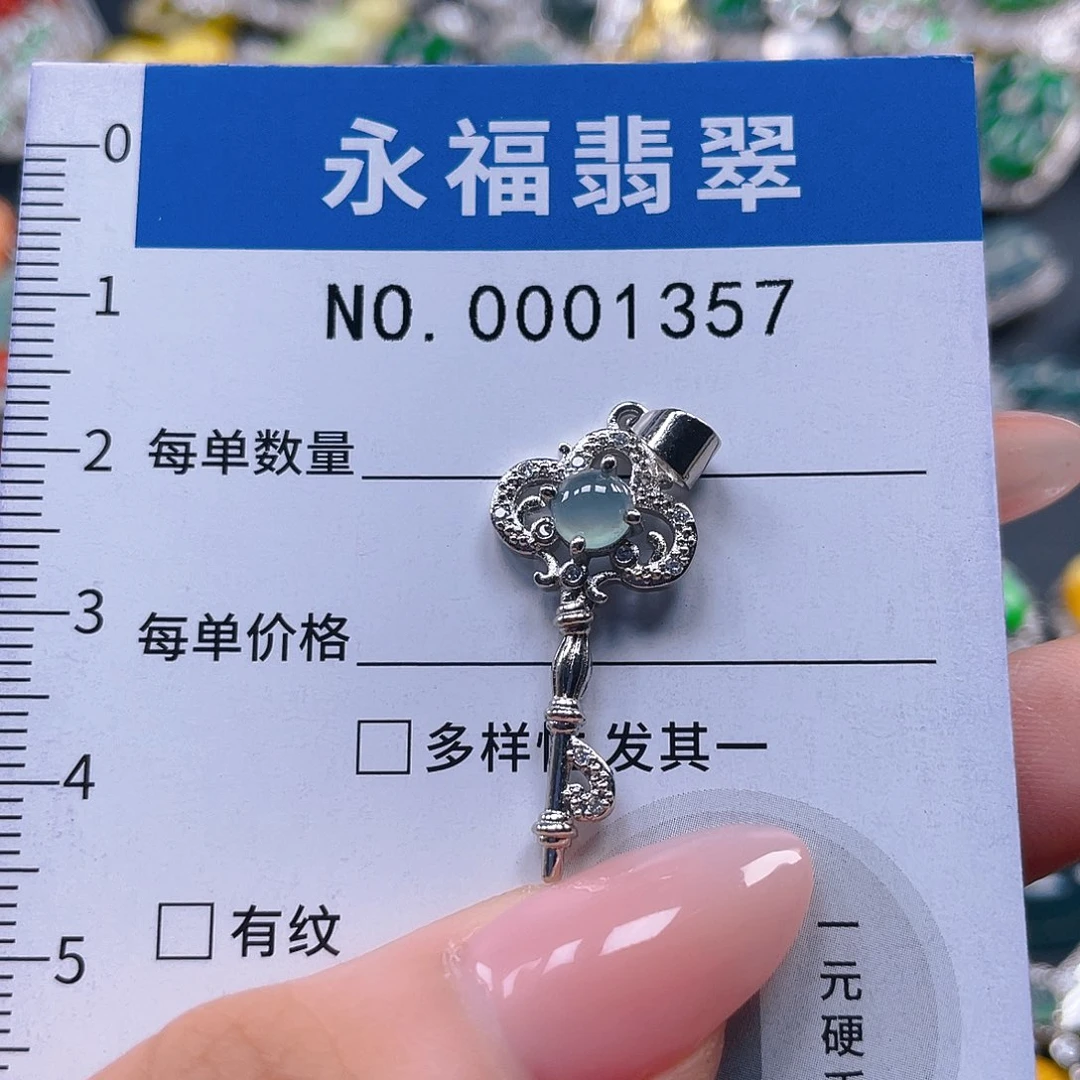 永福翡翠
NO. 0001357
0
1
2
3
4
5
每单数量
每单价格
□多样性 发其一
□有纹
一元硬